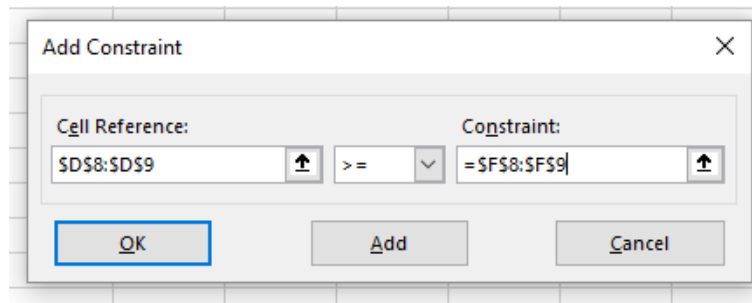 Add Constraint
Cell Reference:
Constraint:
$D$8:$D$9
>=
=$F$8:$F$9
OK
Add
Cancel